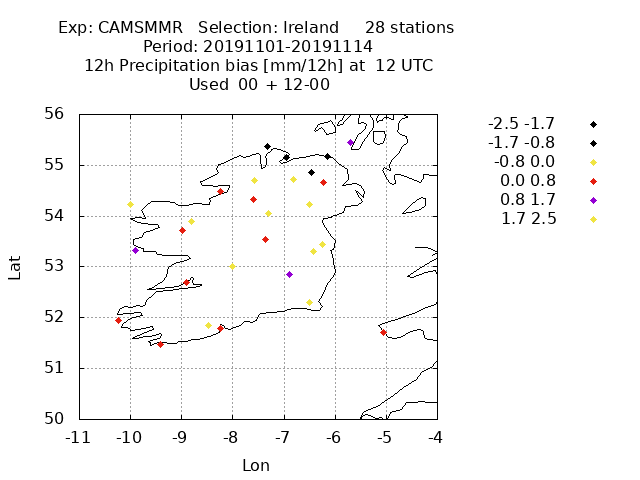 Exp: CAMSMMR   Selection: Ireland     28 stations
Period: 20191101-20191114
12h Precipitation bias [mm/12h] at  12 UTC
Used  00 + 12-00
-2.5 -1.7
-1.7 -0.8
-0.8 0.0
0.0 0.8
0.8 1.7
1.7 2.5
56
55
54
53
52
51
50
Lat
-11 -10 -9 -8 -7 -6 -5 -4
Lon